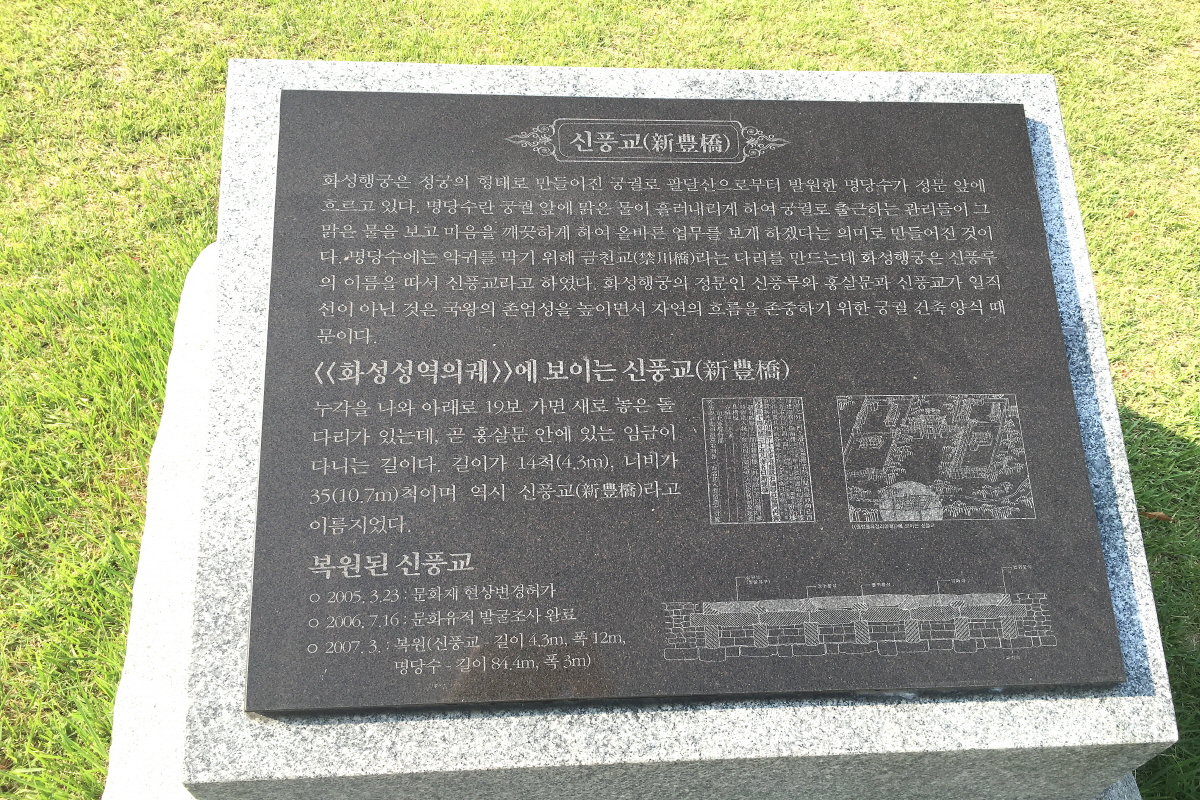 신풍교(新豐橋)
화성행궁은 정궁의 형태로 만들어진 궁궐로 팔달산으로부터 발원한 명당수가 정문 앞에
흐르고 있다. 명당수란 궁궐 앞에 맑은 물이 흘러내리게 하여 궁궐로 출근하는 관리들이 그
맑은 물을 보고 마음을 깨끗하게 하여 올바른 업무를 보게 하겠다는 의미로 만들어진 것이
다. 명당수에는 악귀를 막기 위해 금천교(禁川橋)라는 다리를 만드는데 화성행궁은 신풍루
의 이름을 따서 신풍교라고 하였다. 화성행궁의 정문인 신풍루와 홍살문과 신풍교가 일직
선이 아닌 것은 국왕의 존엄성을 높이면서 자연의 흐름을 존중하기 위한 궁궐 건축 양식 때
문이다.
《화성성역의궤》에 보이는 신풍교(新豐橋)
누각을 나와 아래로 19보 가면 새로 놓은 돌
다리가 있는데, 곧 홍살문 안에 있는 임금이
다니는 길이다. 길이가 14척(4.3m), 너비가
35(10.7m)척이며 역시 신풍교(新豐橋)라고
이름지었다.
복원된 신풍교
○ 2005. 3.23 : 문화재 현상변경허가
○ 2006. 7.16 : 문화유적 발굴조사 완료
○ 2007. 3. : 복원(신풍교 - 길이 4.3m, 폭 12m,
명당수 - 길이 84.4m, 폭 3m)